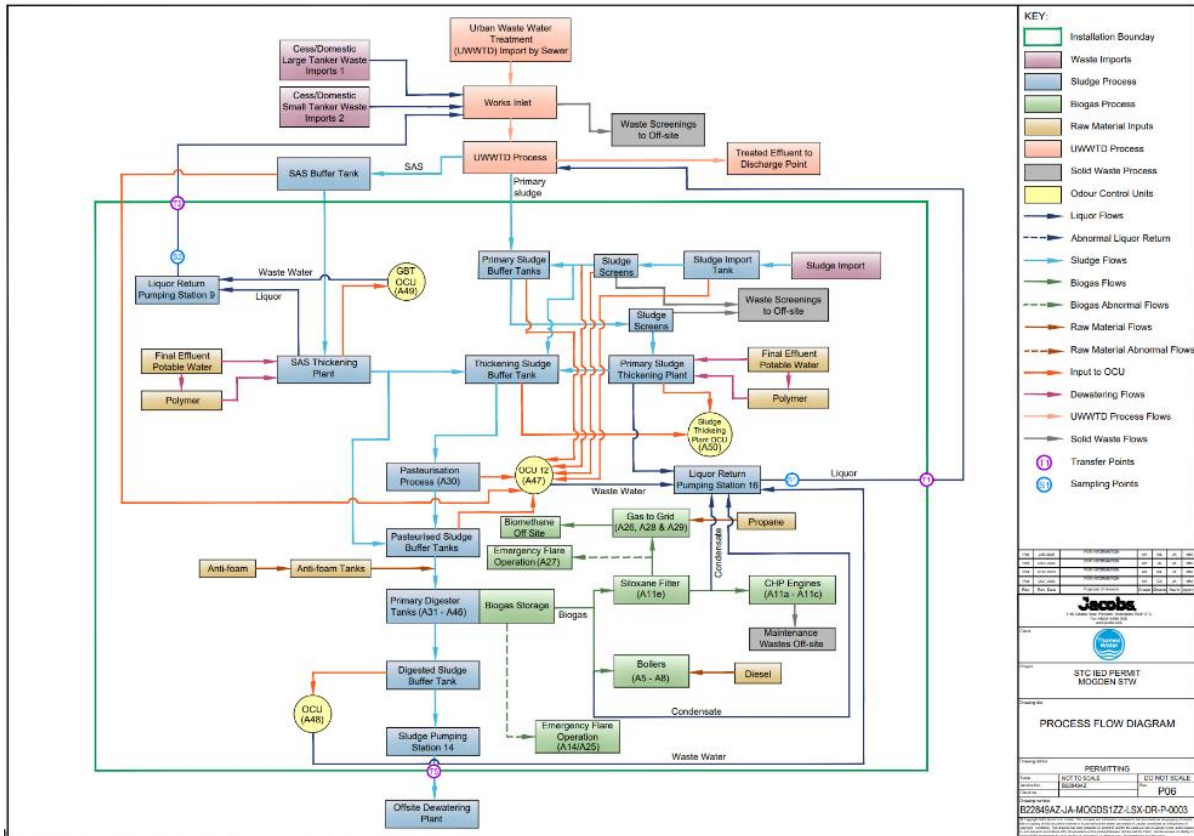 Urban Waste Water
Treatment
(UWWTD) Import by Sewer
Cess/Domestic
Large Tanker Waste
Imports 1
Cess/Domestic
Small Tanker Waste
Imports 2
Works Inlet
Waste Screenings
to Off-site
UWWTD Process
Treated Effluent to
Discharge Point
SAS
SAS Buffer Tank
Primary
sludge
T2
S2
Liquor Return
Pumping Station 9
Waste Water
Liquor
GBT
OCU
(A49)
Primary Sludge
Buffer Tanks
Sludge
Screens
Sludge Import
Tank
Sludge Import
Waste Screenings
to Off-site
Sludge
Screens
Final Effluent
Potable Water
Polymer
SAS Thickening
Plant
Thickening Sludge
Buffer Tank
Primary Sludge
Thickening Plant
Final Effluent
Potable Water
Polymer
Sludge
Thickeing
Plant OCU
(A50)
Pasteurisation
Process (A30)
OCU 12
(A47)
Waste Water
Liquor Return
Pumping Station 16
S1
Liquor
T1
Pasteurised Sludge
Buffer Tanks
Biomethane
Off Site
Gas to Grid
(A26, A28 & A29)
Propane
Condensate
Emergency Flare
Operation (A27)
Anti-foam
Anti-foam Tanks
Primary Digester
Tanks (A31 - A46)
Biogas Storage
Biogas
Siloxane Filter
(A11e)
CHP Engines
(A11a - A11c)
Maintenance
Wastes Off-site
Boilers
(A5 - A8)
Diesel
Condensate
Digested Sludge
Buffer Tank
OCU
(A48)
Sludge Pumping
Station 14
Emergency Flare
Operation
(A14/A25)
Waste Water
Offsite Dewatering
Plant
KEY:
Installation Boundary
Waste Imports
Sludge Process
Biogas Process
Raw Material Inputs
UWWTD Process
Solid Waste Process
Odour Control Units
Liquor Flows
Abnormal Liquor Return
Sludge Flows
Biogas Flows
Biogas Abnormal Flows
Raw Material Flows
Raw Material Abnormal Flows
Input to OCU
Dewatering Flows
UWWTD Process Flows
Solid Waste Flows
T1 Transfer Points
S1 Sampling Points
Jacobs
Thames
Water
STC IED PERMIT
MOGDEN STW
PROCESS FLOW DIAGRAM
PERMITTING
NOT TO SCALE
DO NOT SCALE
B22849AZ
P06
B22849AZ-JA-MOGDS1ZZ-LSX-DR-P-0003